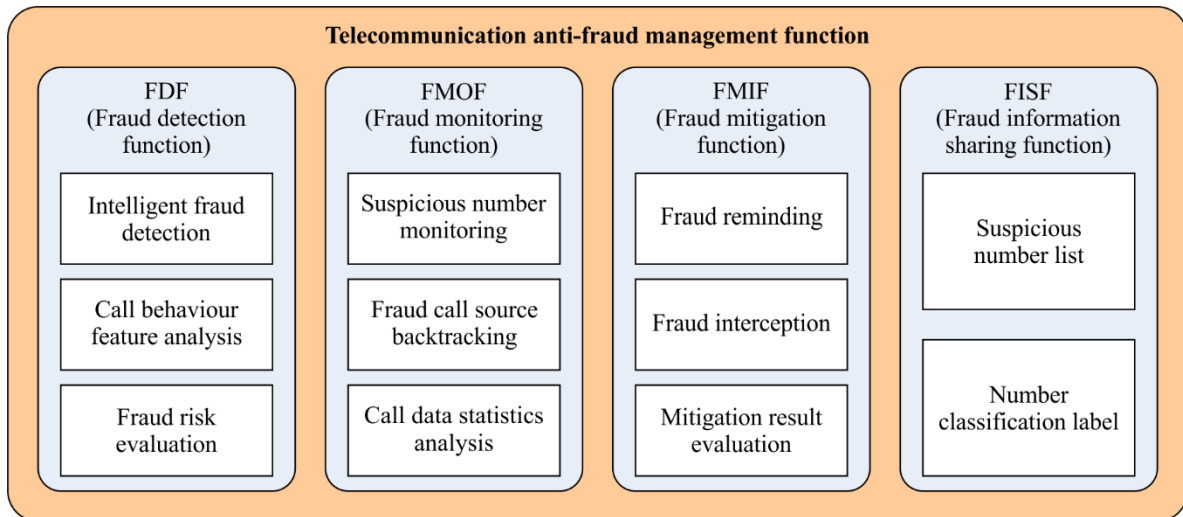 Telecommunication anti-fraud management function
FDF
(Fraud detection
function)
Intelligent fraud
detection
Call behaviour
feature analysis
Fraud risk
evaluation
FMOF
(Fraud monitoring
function)
Suspicious number
monitoring
Fraud call source
backtracking
Call data statistics
analysis
FMIF
(Fraud mitigation
function)
Fraud reminding
Fraud interception
Mitigation result
evaluation
FISF
(Fraud information
sharing function)
Suspicious
number list
Number
classification label